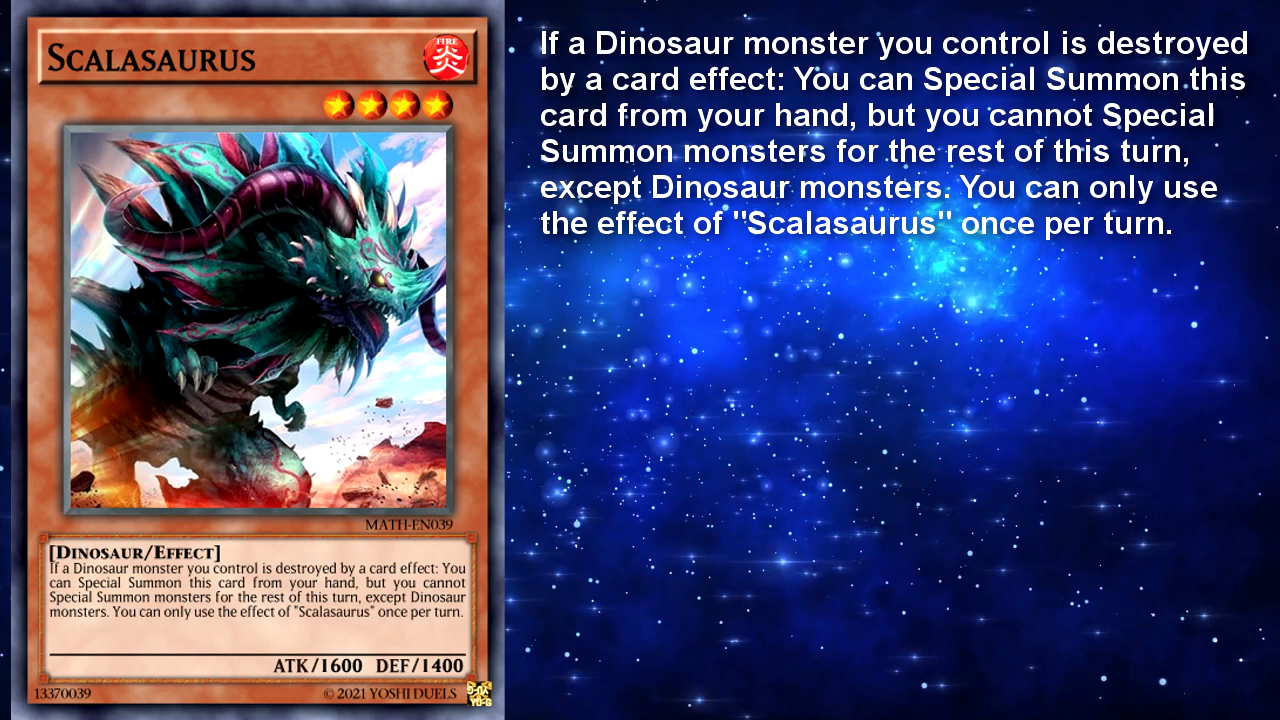 SCALASAURUS
FIRE
炎
MATH-EN039
[DINOSAUR/EFFECT]
If a Dinosaur monster you control is destroyed by a card effect: You
can Special Summon this card from your hand, but you cannot
Special Summon monsters for the rest of this turn, except Dinosaur
monsters. You can only use the effect of "Scalasaurus" once per turn.
ATK/1600 DEF/1400
13370039
© 2021 YOSHI DUELS
If a Dinosaur monster you control is destroyed
by a card effect: You can Special Summon this
card from your hand, but you cannot Special
Summon monsters for the rest of this turn,
except Dinosaur monsters. You can only use
the effect of "Scalasaurus" once per turn.